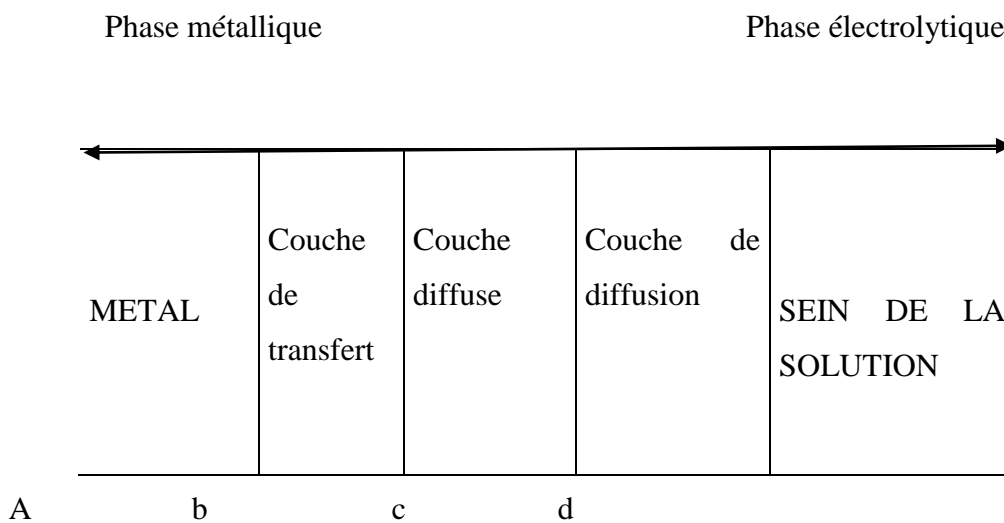 Phase métallique Phase électrolytique
METAL
Couche
de
transfert
Couche
diffuse
Couche de
diffusion
SEIN DE LA
SOLUTION
A b c d